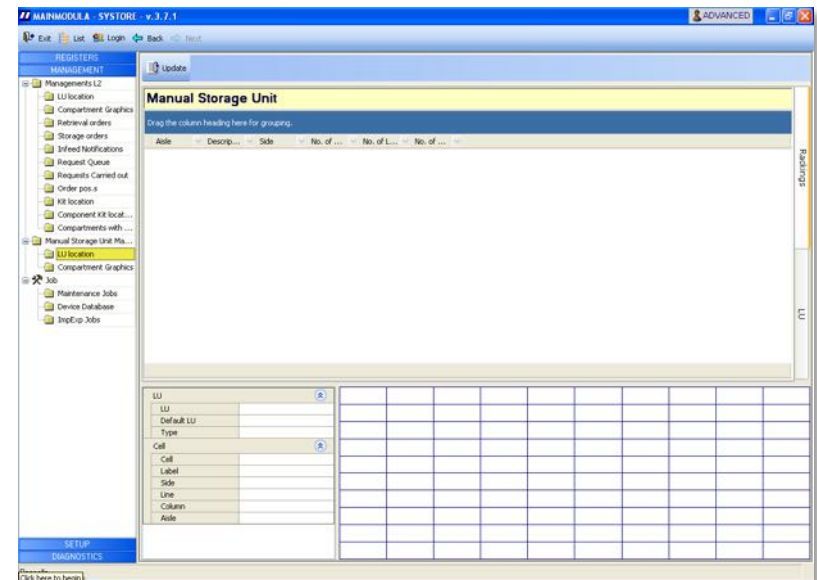 MAINMODULA - SYSTORE - v.3.7.1
ADVANCED
Exit List Login Back Next
REGISTERS
MANAGEMENT
Managements L2
LU location
Compartment Graphics
Retrieval orders
Storage orders
Infeed Notifications
Request Queue
Requests Carried out
Order pos.s
Kit location
Component Kit locat...
Compartments with ...
Manual Storage Unit Ma...
LU location
Compartment Graphics
Job
Maintenance Jobs
Device Database
ImpExp Jobs
SETUP
DIAGNOSTICS
Update
Manual Storage Unit
Drag the column heading here for grouping.
Aisle Descrip... Side No. of ... No. of L... No. of ...
Rackings
LU
LU
LU
Default LU
Type
Cell
Cell
Label
Side
Line
Column
Aisle
Click here to begin